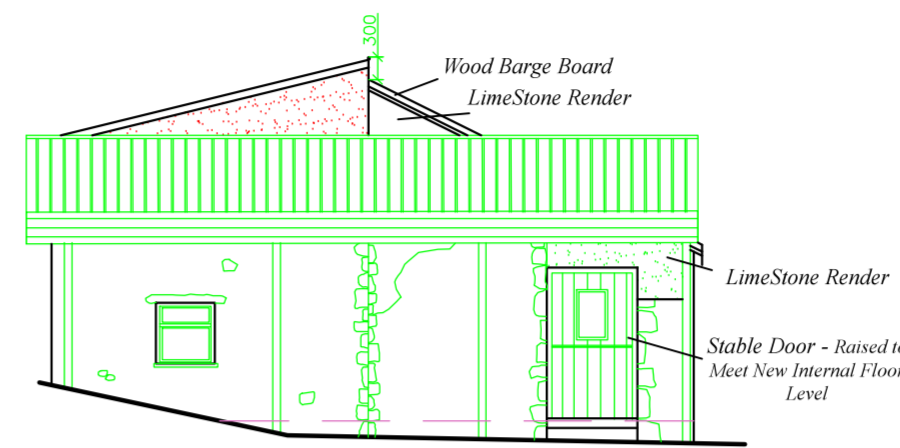 300
Wood Barge Board
LimeStone Render
LimeStone Render
Stable Door - Raised to
Meet New Internal Floor
Level